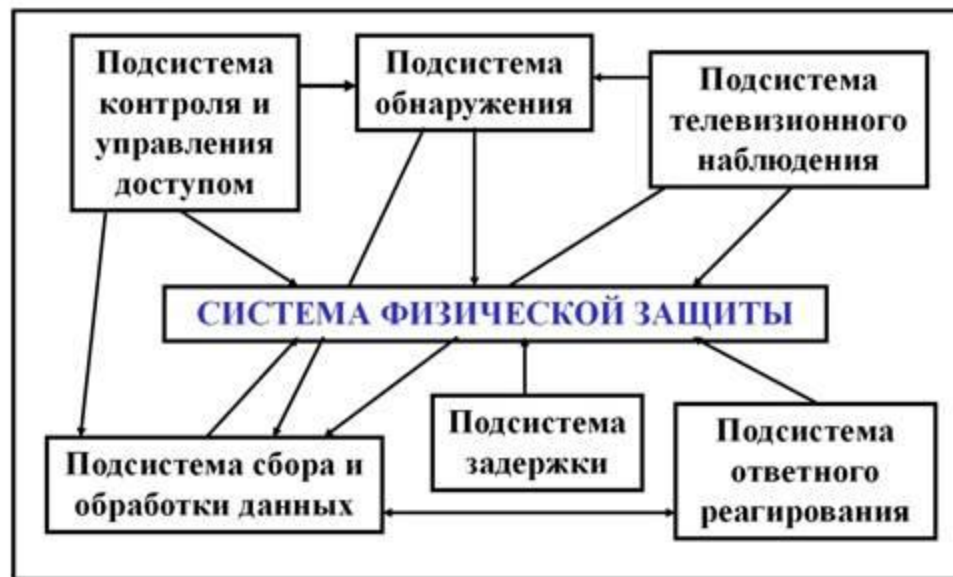 Подсистема
контроля и
управления
доступом
Подсистема
обнаружения
Подсистема
телевизионного
наблюдения
СИСТЕМА ФИЗИЧЕСКОЙ ЗАЩИТЫ
Подсистема сбора и
обработки данных
Подсистема
задержки
Подсистема
ответного
реагирования